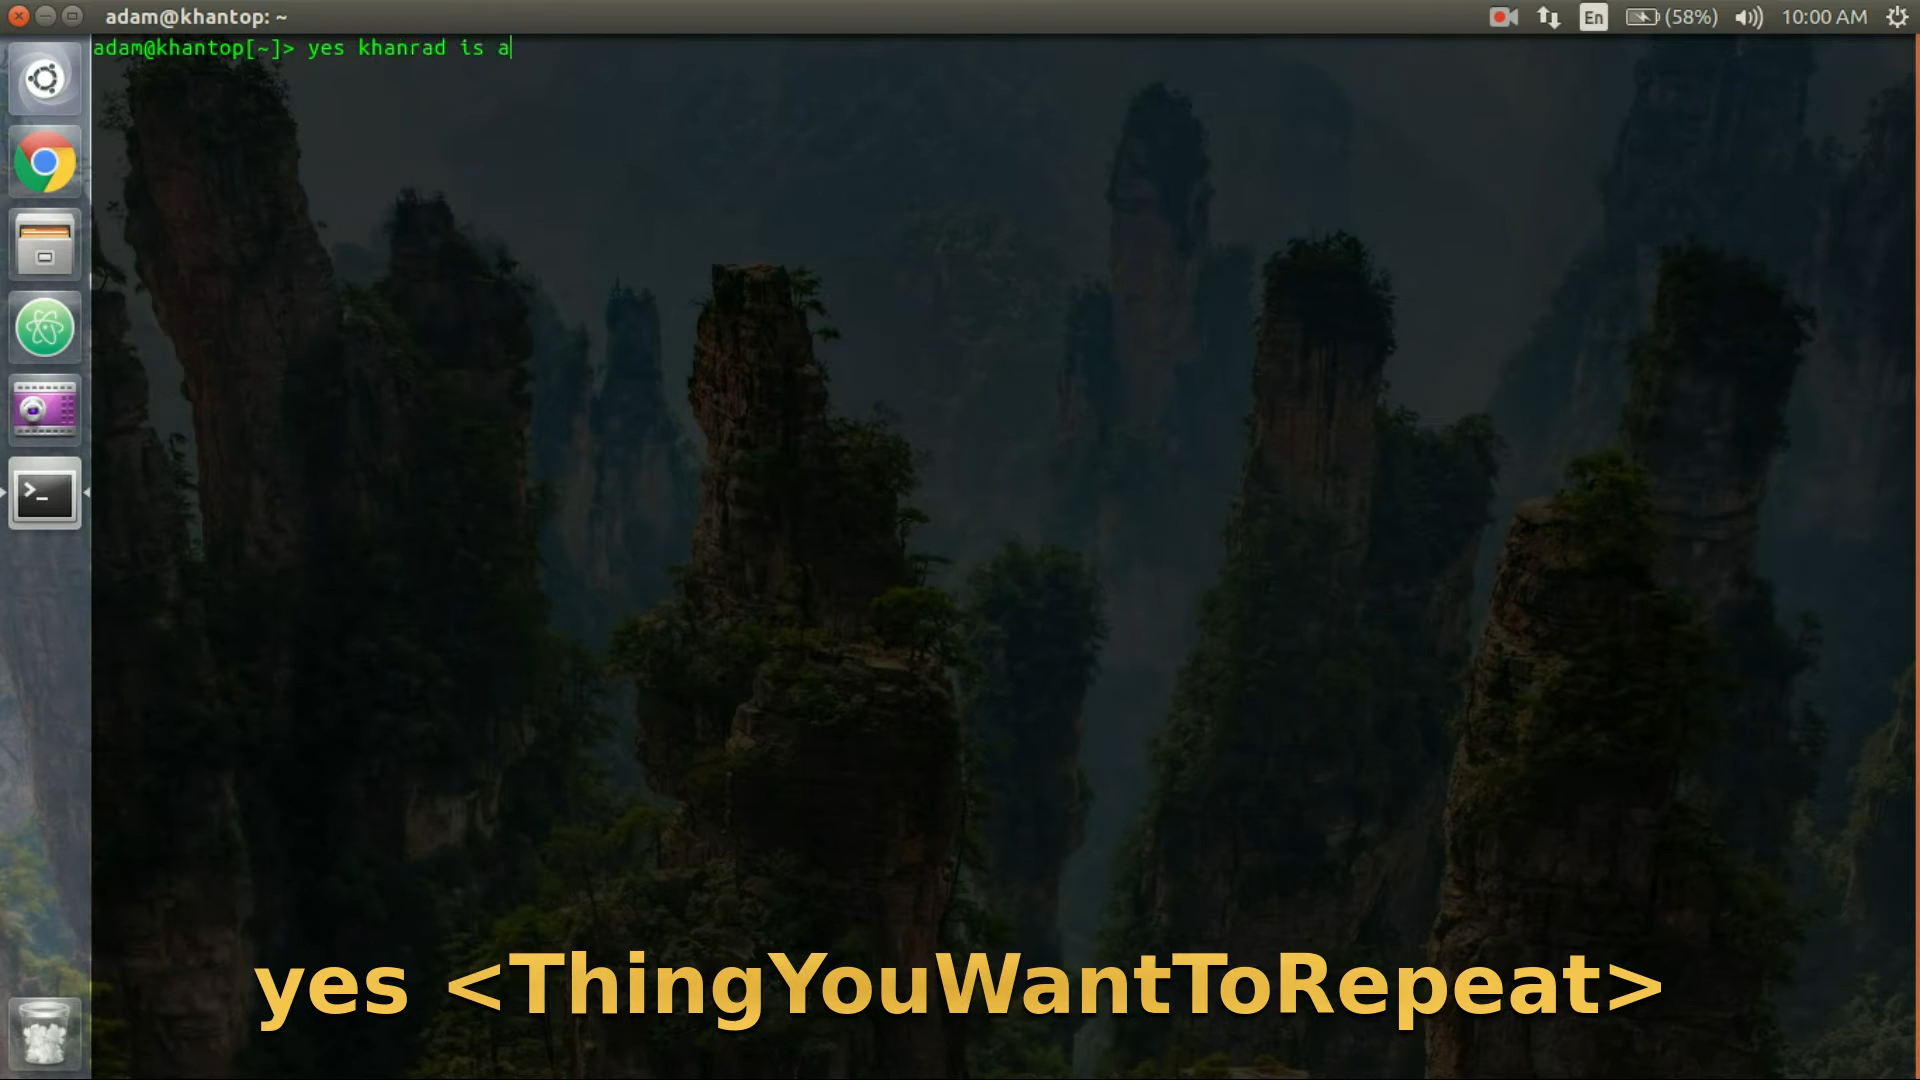 adam@khantop: ~
En
(58%)
10:00 AM
adam@khantop[~]> yes khanrad is a
>_
yes <ThingYouWantToRepeat>